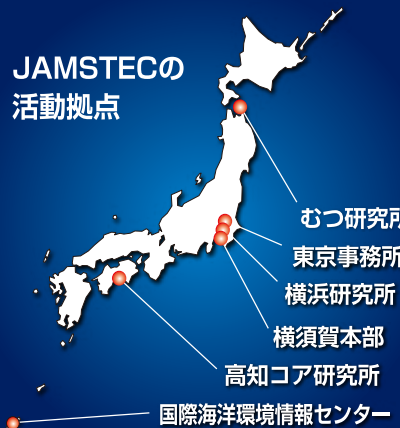 JAMSTECの
活動拠点
むつ研究所
東京事務所
横浜研究所
横須賀本部
高知コア研究所
国際海洋環境情報センター